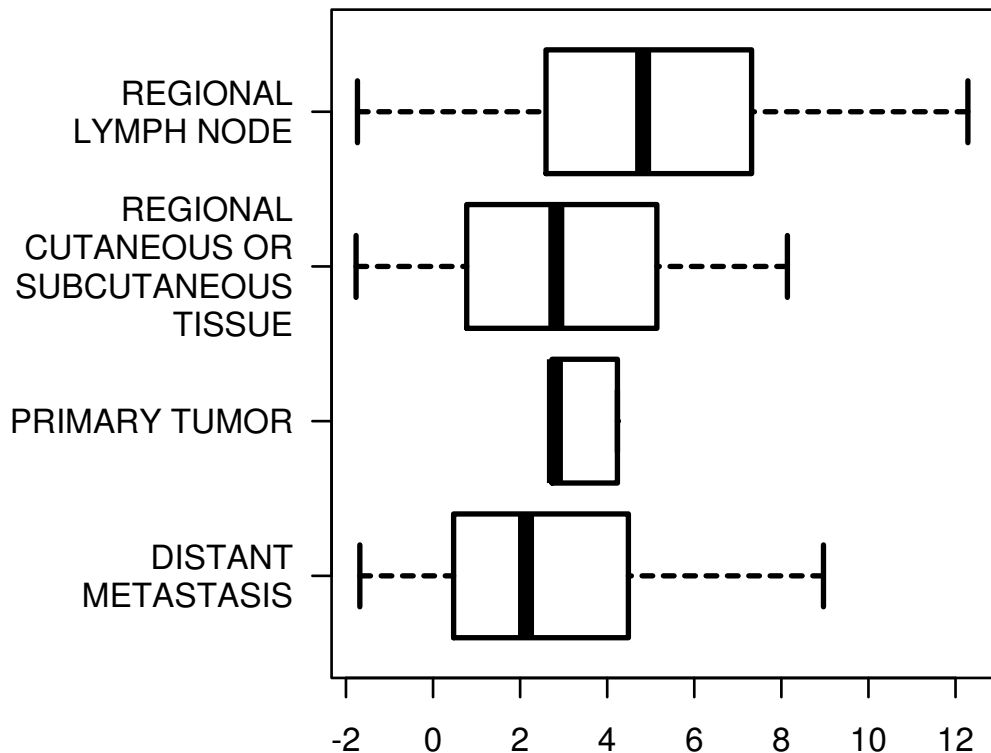 REGIONAL
LYMPH NODE
REGIONAL
CUTANEOUS OR
SUBCUTANEOUS
TISSUE
PRIMARY TUMOR
DISTANT
METASTASIS
-2 0 2 4 6 8 10 12